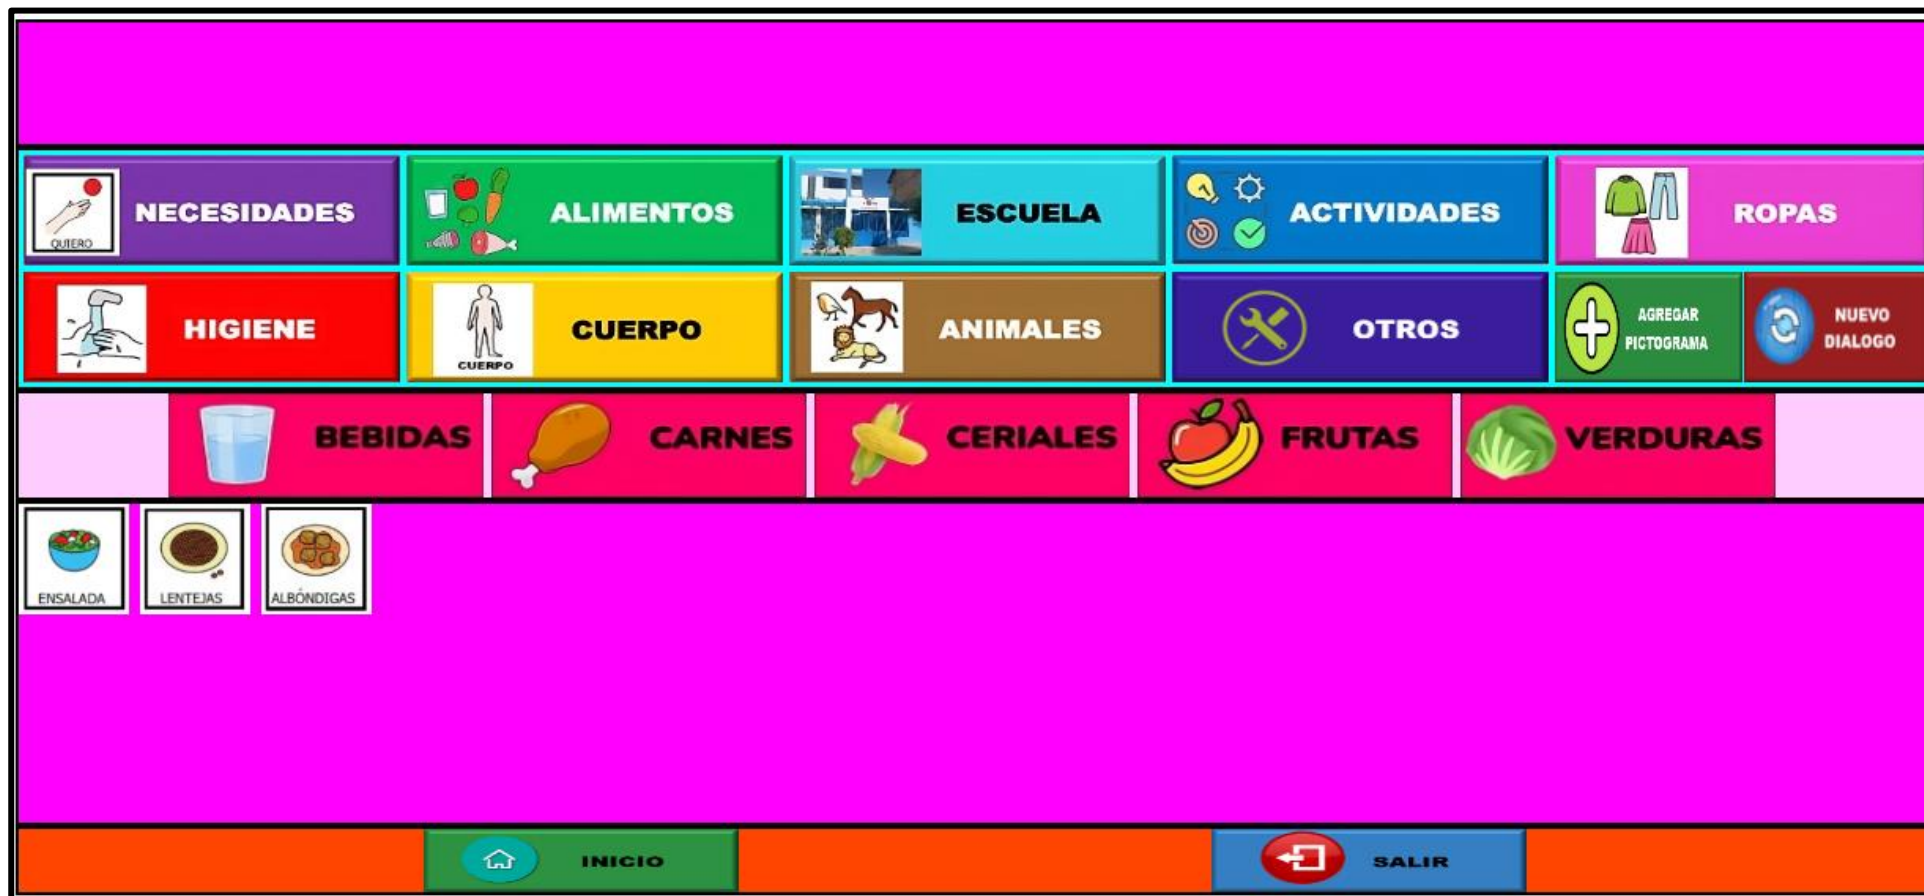 NECESIDADES
QUIERO
ALIMENTOS
ESCUELA
ACTIVIDADES
ROPAS
HIGIENE
CUERPO
CUERPO
ANIMALES
OTROS
AGREGAR
PICTOGRAMA
NUEVO
DIALOGO
BEBIDAS
CARNES
CERIALES
FRUTAS
VERDURAS
ENSALADA
LENTEJAS
ALBÓNDIGAS
INICIO
SALIR